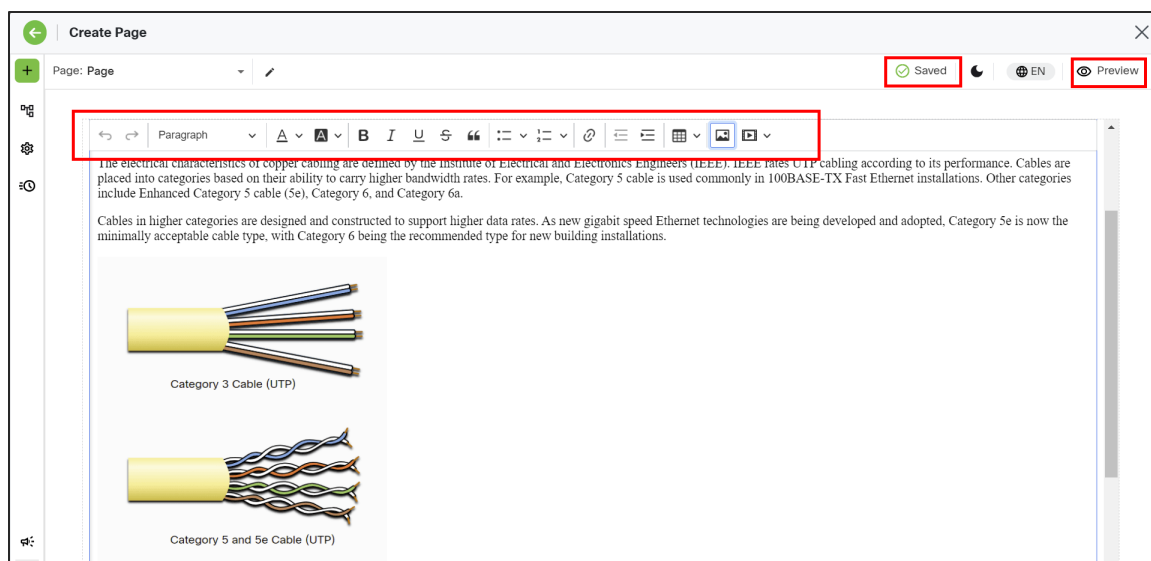 Create Page
Page: Page
Saved
EN
Preview
Paragraph
A A B I U S
The electrical characteristics of copper cabling are defined by the Institute of Electrical and Electronics Engineers (IEEE). IEEE rates UTP cabling according to its performance. Cables are
placed into categories based on their ability to carry higher bandwidth rates. For example, Category 5 cable is used commonly in 100BASE-TX Fast Ethernet installations. Other categories
include Enhanced Category 5 cable (5e), Category 6, and Category 6a.
Cables in higher categories are designed and constructed to support higher data rates. As new gigabit speed Ethernet technologies are being developed and adopted, Category 5e is now the
minimally acceptable cable type, with Category 6 being the recommended type for new building installations.
Category 3 Cable (UTP)
Category 5 and 5e Cable (UTP)